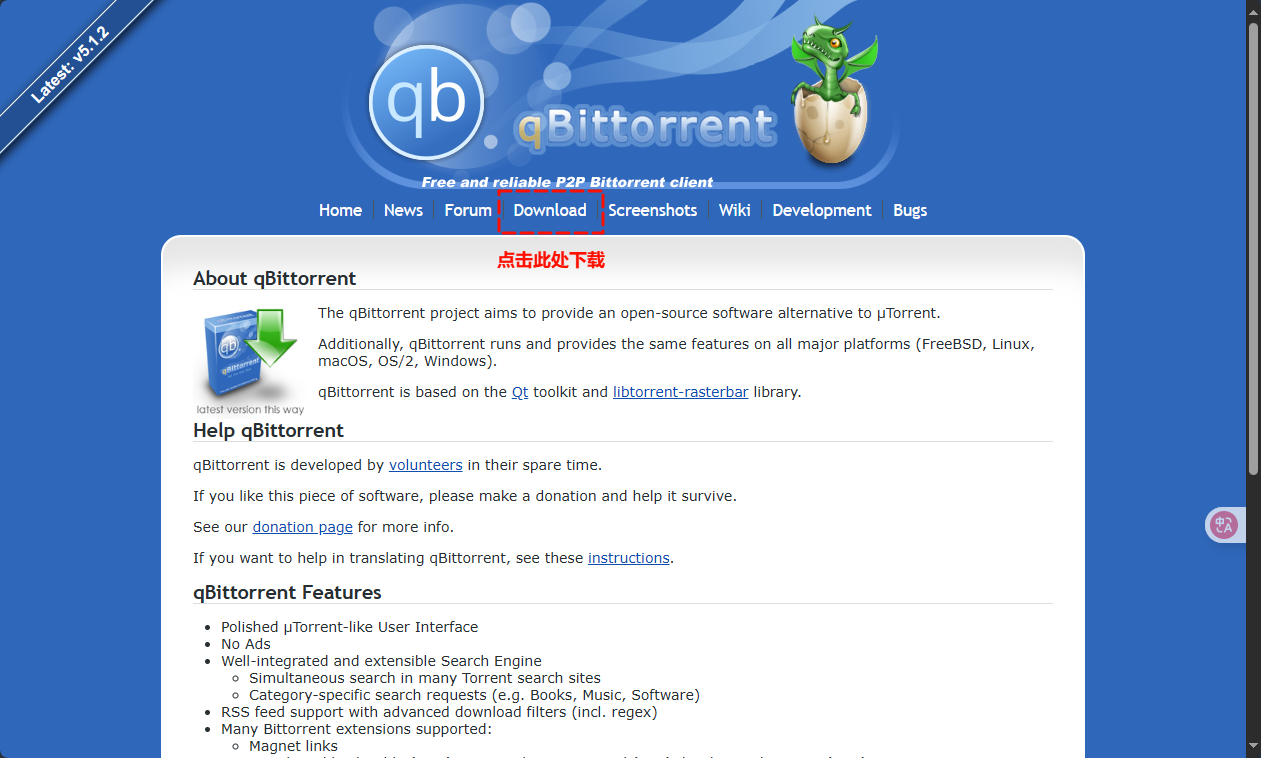 Latest: v5.1.2
qb
qBittorrent
Free and reliable P2P Bittorrent client
Home News Forum Download Screenshots Wiki Development Bugs
点击此处下载
About qBittorrent
The qBittorrent project aims to provide an open-source software alternative to µTorrent.
Additionally, qBittorrent runs and provides the same features on all major platforms (FreeBSD, Linux,
macOS, OS/2, Windows).
qBittorrent is based on the Qt toolkit and libtorrent-rasterbar library.
qb
qBittorrent
latest version this way
Help qBittorrent
qBittorrent is developed by volunteers in their spare time.
If you like this piece of software, please make a donation and help it survive.
See our donation page for more info.
If you want to help in translating qBittorrent, see these instructions.
中A
qBittorrent Features
Polished µTorrent-like User Interface
No Ads
Well-integrated and extensible Search Engine
Simultaneous search in many Torrent search sites
Category-specific search requests (e.g. Books, Music, Software)
RSS feed support with advanced download filters (incl. regex)
Many Bittorrent extensions supported:
Magnet links